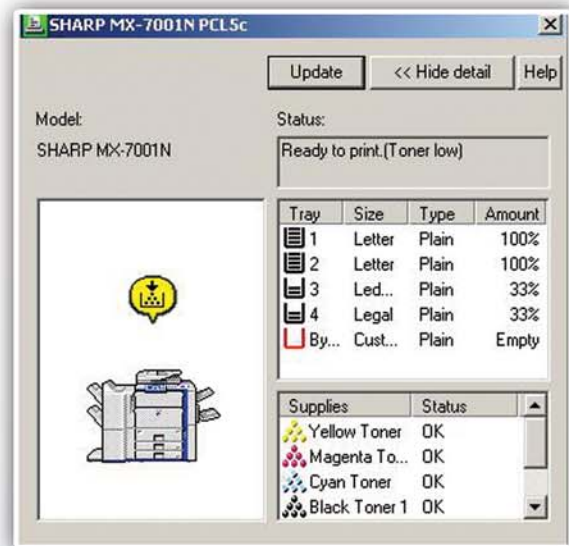 SHARP MX-7001N PCL5c
Update << Hide detail Help
Model: Status:
SHARP MX-7001N Ready to print.(Toner low)
Tray Size Type Amount
1 Letter Plain 100%
2 Letter Plain 100%
3 Led... Plain 33%
4 Legal Plain 33%
By... Cust... Plain Empty
Supplies Status
Yellow Toner OK
Magenta To... OK
Cyan Toner OK
Black Toner 1 OK